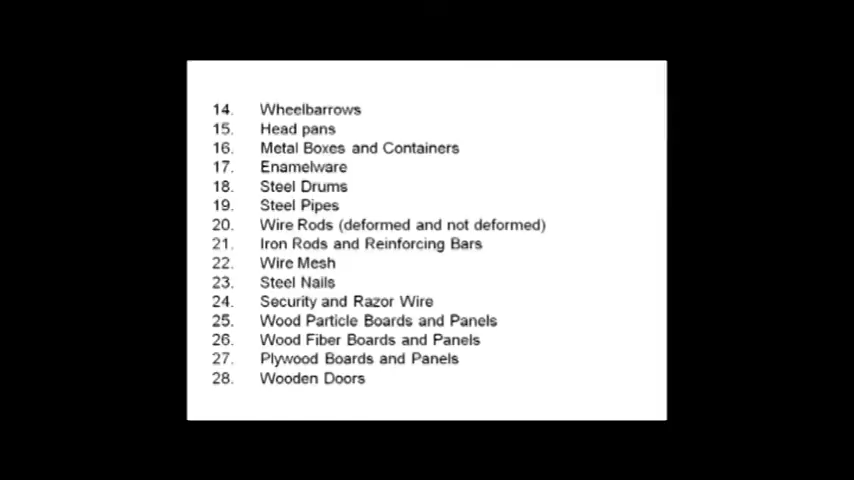 14. Wheelbarrows
15. Head pans
16. Metal Boxes and Containers
17. Enamelware
18. Steel Drums
19. Steel Pipes
20. Wire Rods (deformed and not deformed)
21. Iron Rods and Reinforcing Bars
22. Wire Mesh
23. Steel Nails
24. Security and Razor Wire
25. Wood Particle Boards and Panels
26. Wood Fiber Boards and Panels
27. Plywood Boards and Panels
28. Wooden Doors